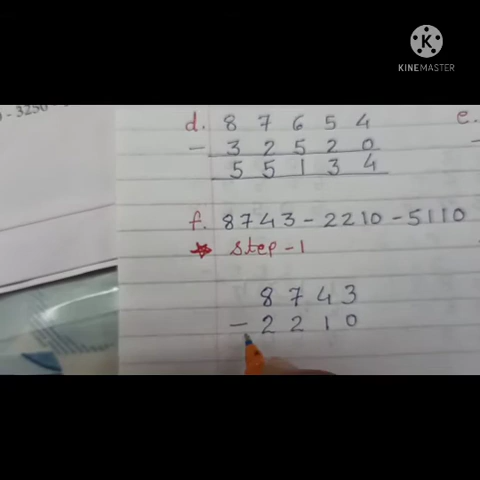 K
KINEMASTER
- 3250 -
d. 8 7 6 5 4
e.
- 3 2 5 2 0
5 5 1 3 4
f. 8743 - 2210 - 5110
step - 1
8 7 4 3
- 2 2 1 0